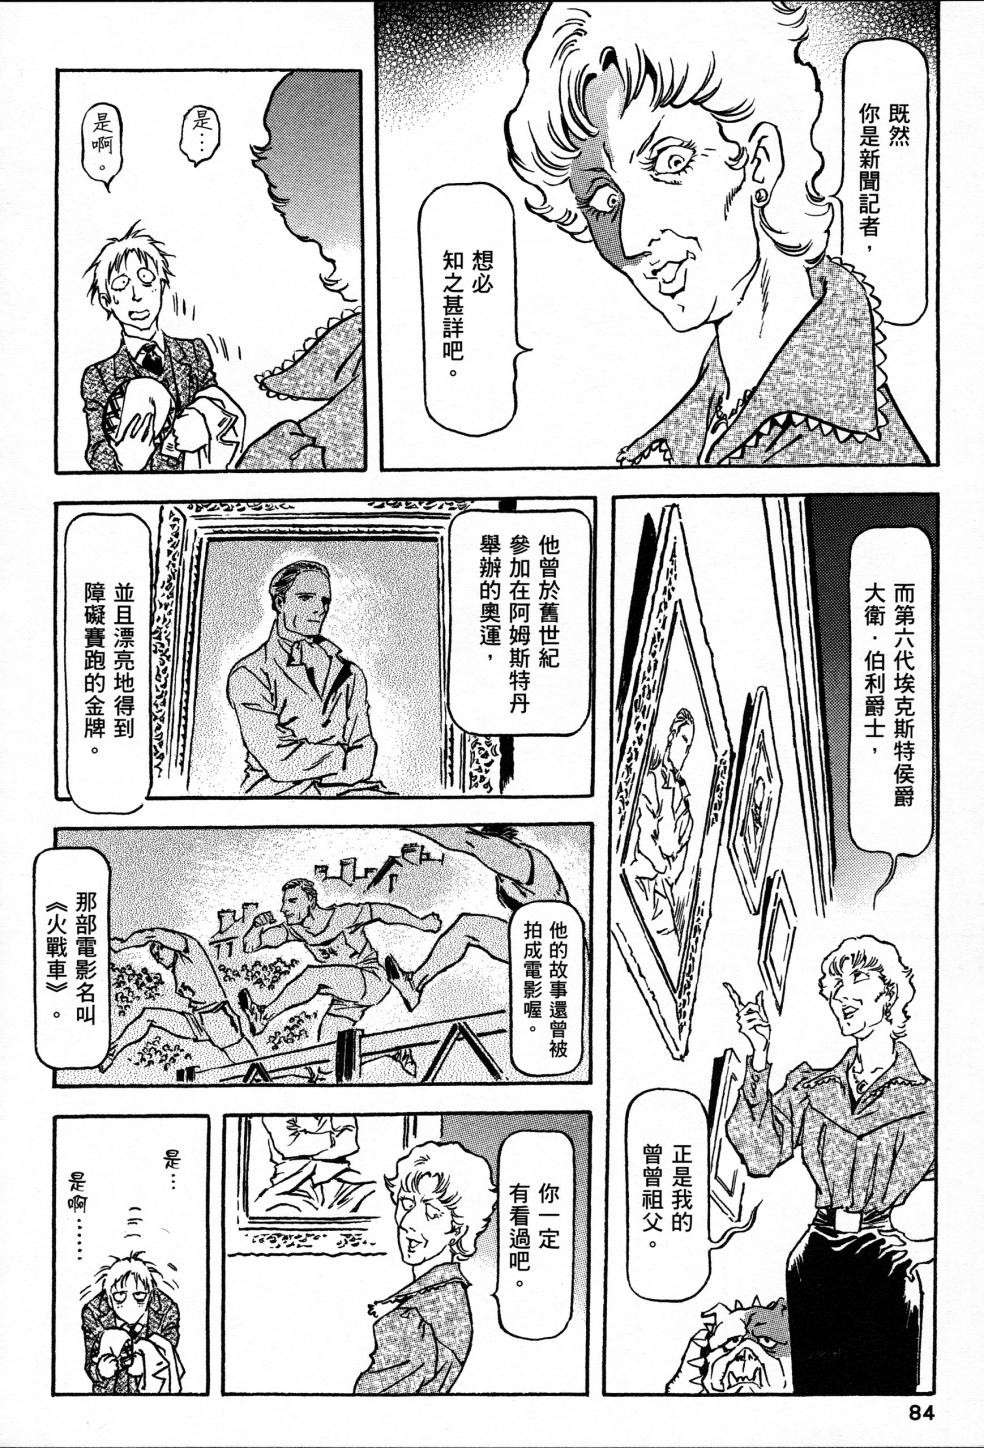 既然
你是新聞記者，
想必
知之甚詳吧。
是…
是啊。
而第六代埃克斯特侯爵
大衛．伯利爵士，
正是我的
曾曾祖父。
他曾於舊世紀
參加在阿姆斯特丹
舉辦的奧運，
並且漂亮地得到
障礙賽跑的金牌。
他的故事還曾被
拍成電影喔。
那部電影名叫
《火戰車》。
你一定
有看過吧。
是…
是啊……
84